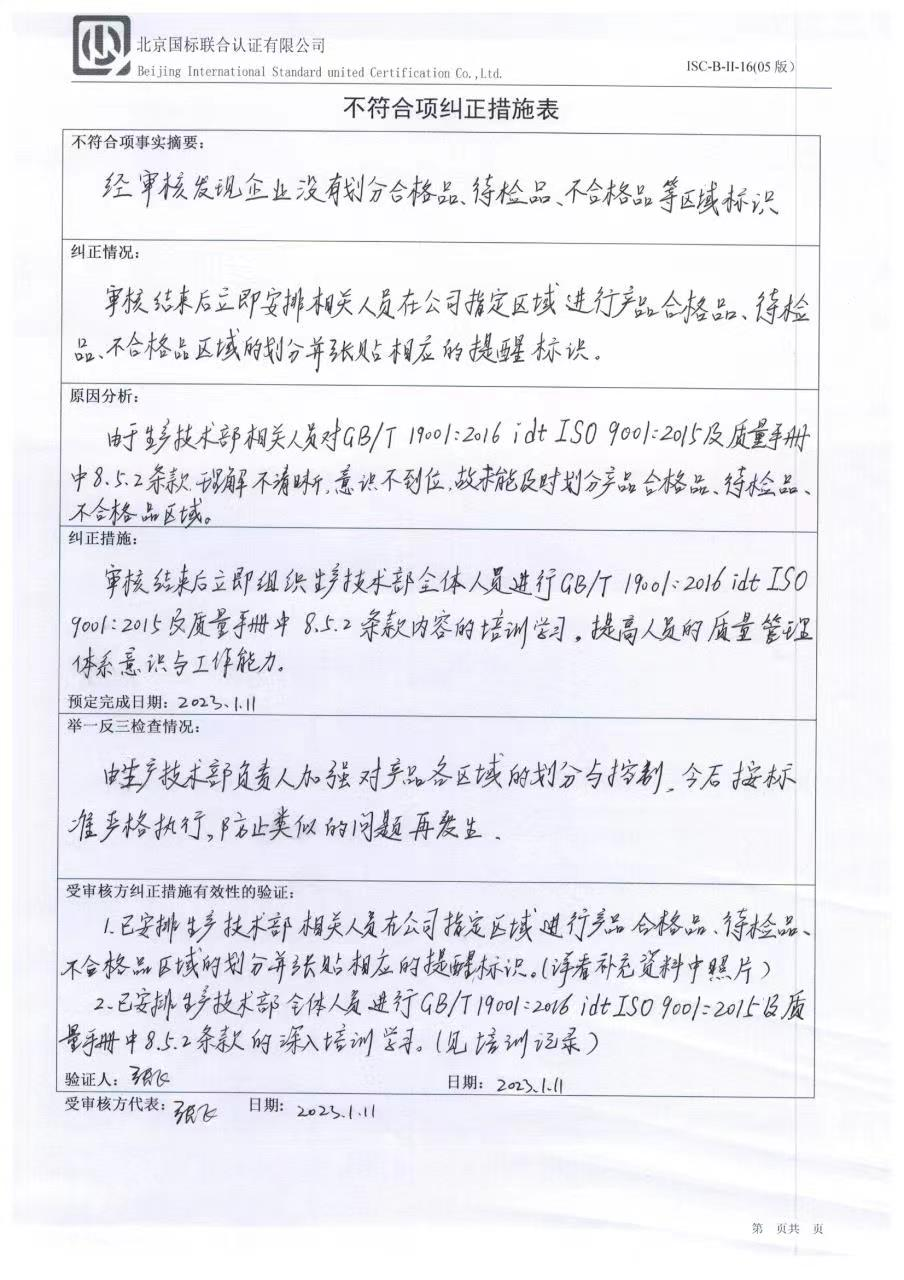 北京国标联合认证有限公司
Beijing International Standard united Certification Co.,Ltd.
ISC-B-II-16(05 版)
不符合项纠正措施表
不符合项事实摘要：
经审核发现企业没有划分合格品、待检品、不合格品等区域标识
纠正情况：
审核结束后立即安排相关人员在公司指定区域进行产品合格品、待检
品、不合格品区域的划分并张贴相应的提醒标识。
原因分析：
由于生产技术部相关人员对GB/T 19001:2016 idt ISO 9001:2015及质量手册
中8.5.2条款理解不清晰,意识不到位,故未能及时划分产品合格品、待检品、
不合格品区域。
纠正措施：
审核结束后立即组织生产技术部全体人员进行GB/T 19001:2016 idt ISO
9001:2015及质量手册中8.5.2条款内容的培训学习。提高人员的质量管理
体系意识与工作能力。
预定完成日期：2023.1.11
举一反三检查情况：
由生产技术部负责人加强对产品各区域的划分与控制,今后按标
准严格执行,防止类似的问题再发生.
受审核方纠正措施有效性的验证：
1.已安排生产技术部相关人员在公司指定区域进行产品合格品、待检品、
不合格品区域的划分并张贴相应的提醒标识。(详看补充资料中照片)
2.已安排生产技术部全体人员进行GB/T19001:2016 idt ISO 9001:2015及质
量手册中8.5.2条款的深入培训学习。(见培训记录)
验证人：张飞 日期：2023.1.11
受审核方代表：张飞 日期：2023.1.11
第 页共 页